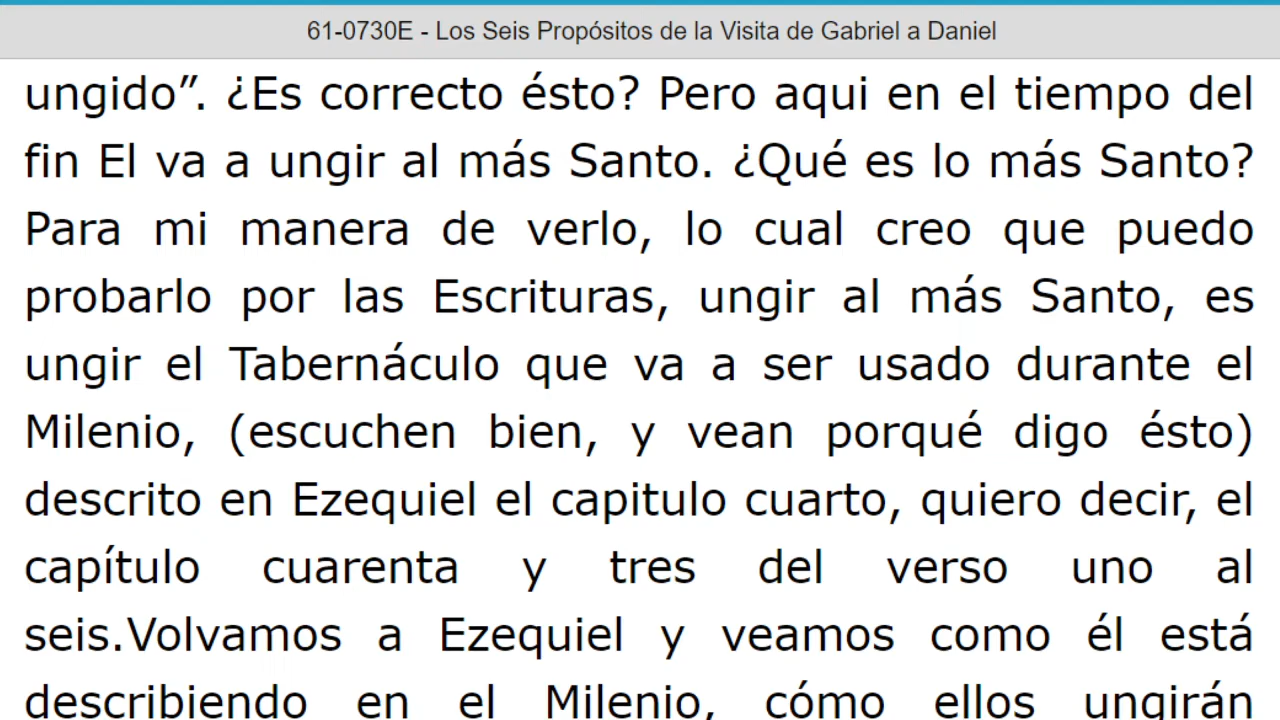 61-0730E - Los Seis Propósitos de la Visita de Gabriel a Daniel
ungido”. ¿Es correcto ésto? Pero aqui en el tiempo del
fin El va a ungir al más Santo. ¿Qué es lo más Santo?
Para mi manera de verlo, lo cual creo que puedo
probarlo por las Escrituras, ungir al más Santo, es
ungir el Tabernáculo que va a ser usado durante el
Milenio, (escuchen bien, y vean porqué digo ésto)
descrito en Ezequiel el capitulo cuarto, quiero decir, el
capítulo cuarenta y tres del verso uno al
seis.Volvamos a Ezequiel y veamos como él está
describiendo en el Milenio, cómo ellos ungirán